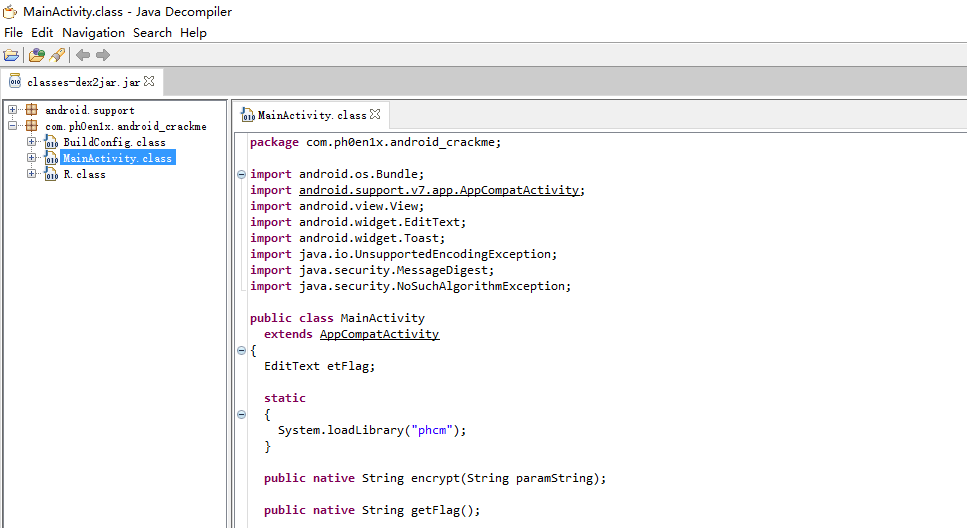 MainActivity.class - Java Decompiler
File Edit Navigation Search Help
classes-dex2jar.jar
android.support
com.ph0en1x.android_crackme
BuildConfig.class
MainActivity.class
R.class
MainActivity.class
package com.ph0en1x.android_crackme;
import android.os.Bundle;
import android.support.v7.app.AppCompatActivity;
import android.view.View;
import android.widget.EditText;
import android.widget.Toast;
import java.io.UnsupportedEncodingException;
import java.security.MessageDigest;
import java.security.NoSuchAlgorithmException;
public class MainActivity
extends AppCompatActivity
{
EditText etFlag;
static
{
System.loadLibrary("phcm");
}
public native String encrypt(String paramString);
public native String getFlag();